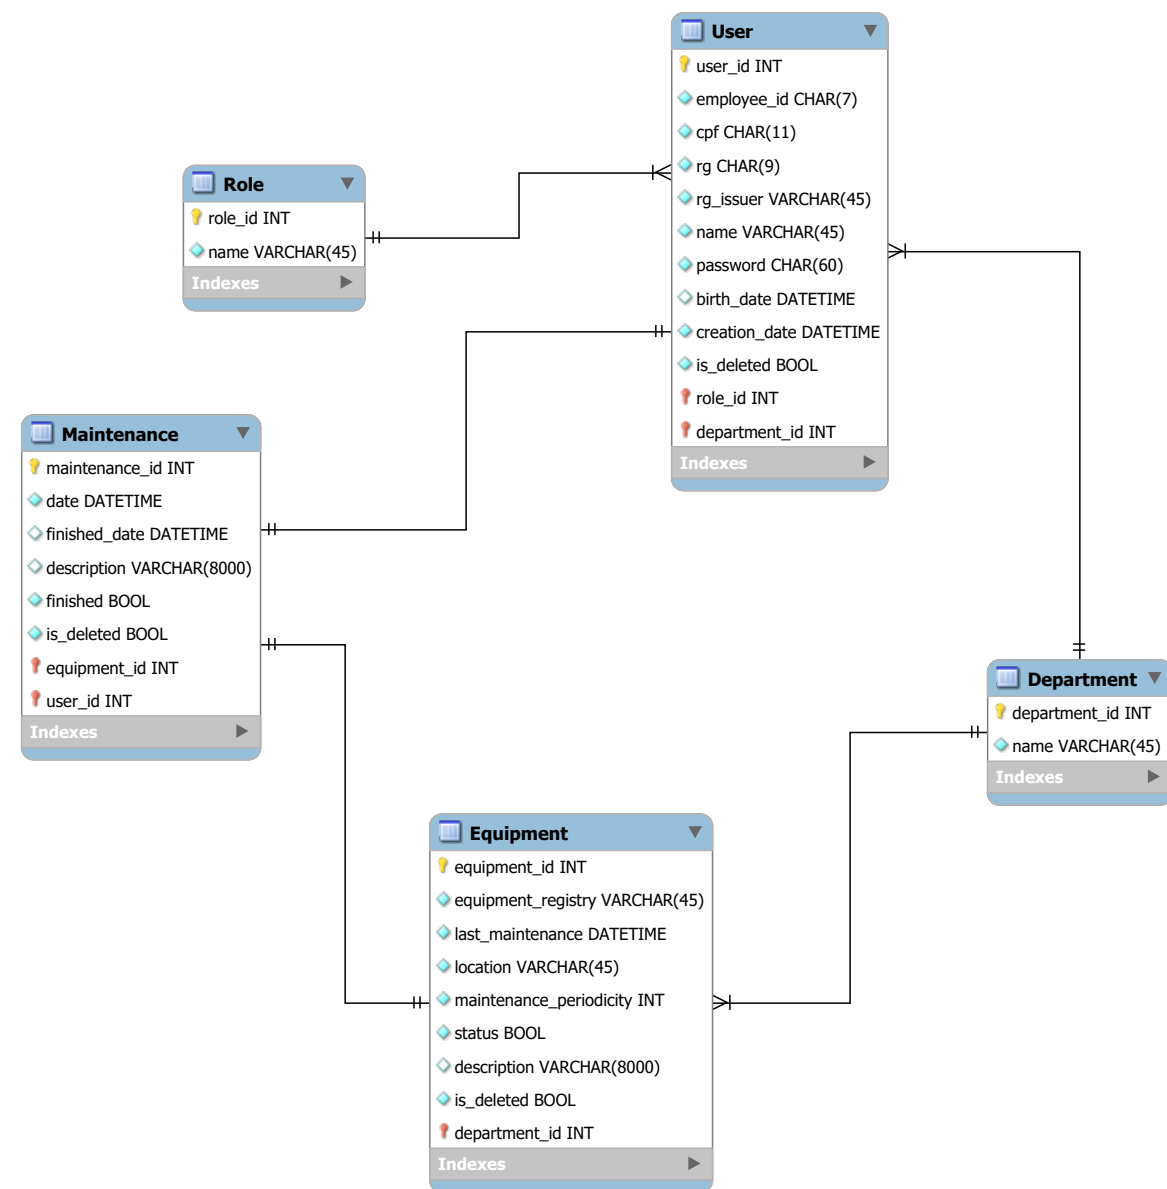 User
user_id INT
employee_id CHAR(7)
cpf CHAR(11)
rg CHAR(9)
rg_issuer VARCHAR(45)
name VARCHAR(45)
password CHAR(60)
birth_date DATETIME
creation_date DATETIME
is_deleted BOOL
role_id INT
department_id INT
Indexes
Role
role_id INT
name VARCHAR(45)
Indexes
Maintenance
maintenance_id INT
date DATETIME
finished_date DATETIME
description VARCHAR(8000)
finished BOOL
is_deleted BOOL
equipment_id INT
user_id INT
Indexes
Department
department_id INT
name VARCHAR(45)
Indexes
Equipment
equipment_id INT
equipment_registry VARCHAR(45)
last_maintenance DATETIME
location VARCHAR(45)
maintenance_periodicity INT
status BOOL
description VARCHAR(8000)
is_deleted BOOL
department_id INT
Indexes